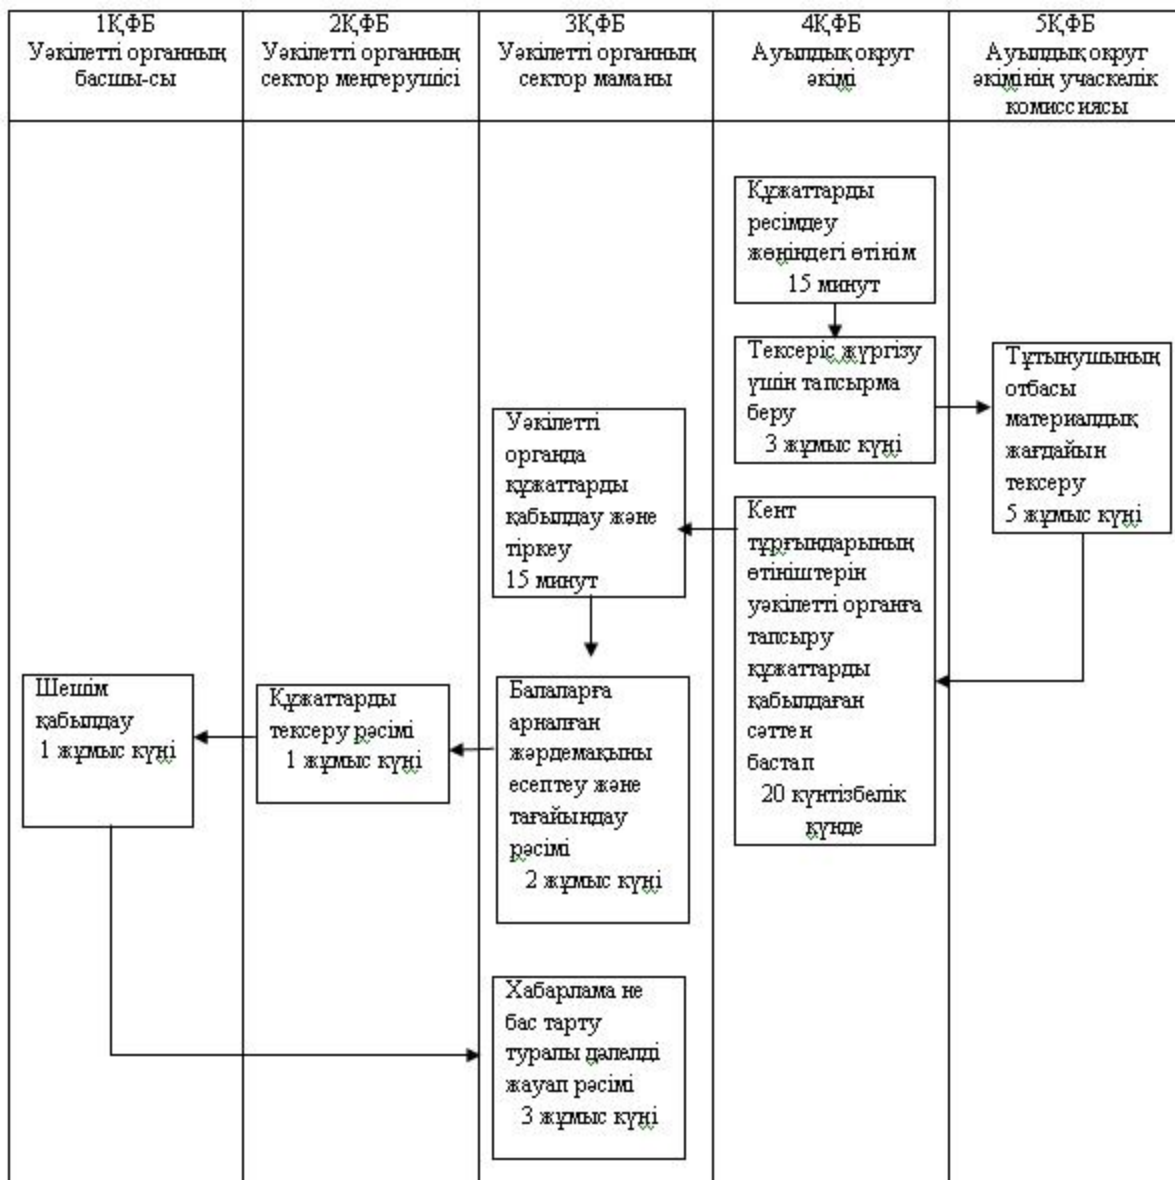 1ҚФБ
Уәкілетті органның
басшы-сы
2ҚФБ
Уәкілетті органның
сектор меңгерушісі
3ҚФБ
Уәкілетті органның
сектор маманы
4ҚФБ
Ауылдық округ
әкімі
5ҚФБ
Ауылдық округ
әкімінің учаскелік
комиссиясы
Құжаттарды
ресімдеу
жөніндегі өтінім
15 минут
Тексеріс жүргізу
үшін тапсырма
беру
3 жұмыс күні
Тұтынушының
отбасы
материалдық
жағдайын
тексеру
5 жұмыс күні
Кент
тұрғындарының
өтініштерін
уәкілетті органға
тапсыру
құжаттарды
қабылдаған
сәттен
бастап
20 күнтізбелік
күнде
Уәкілетті
органда
құжаттарды
қабылдау және
тіркеу
15 минут
Балаларға
арналған
жәрдемақыны
есептеу және
тағайындау
рәсімі
2 жұмыс күні
Құжаттарды
тексеру рәсімі
1 жұмыс күні
Шешім
қабылдау
1 жұмыс күні
Хабарлама не
бас тарту
туралы дәлелді
жауап рәсімі
3 жұмыс күні